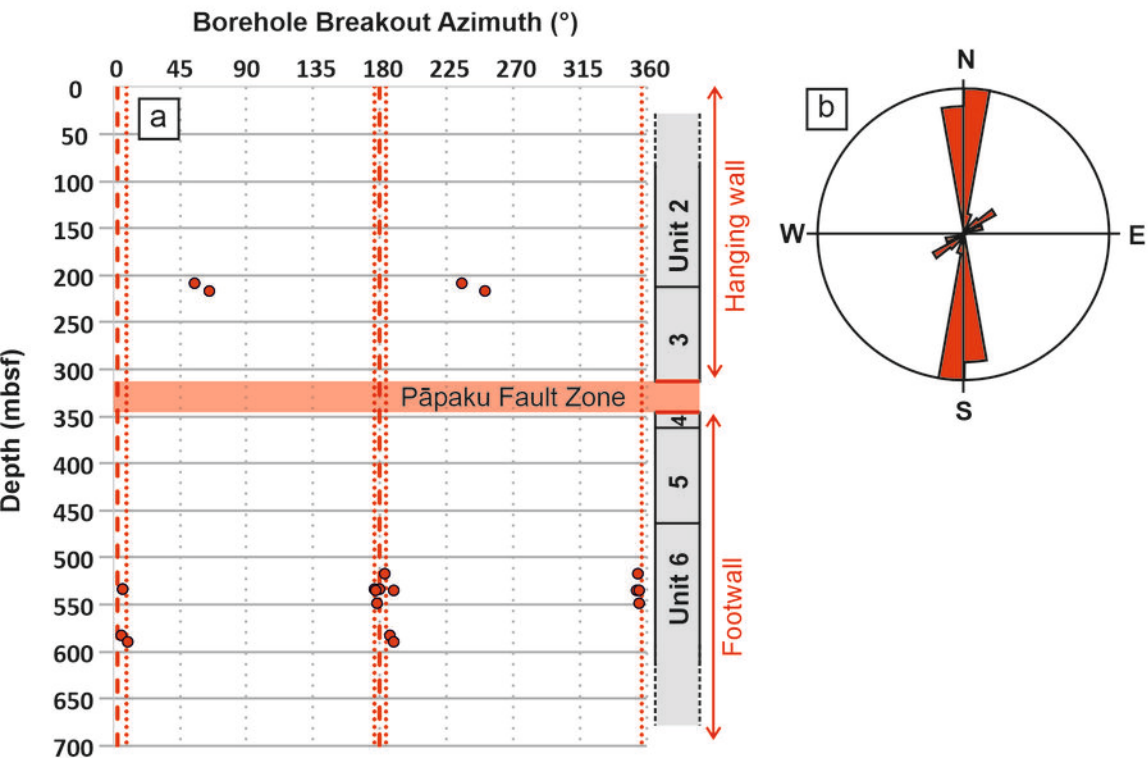 Borehole Breakout Azimuth (°)
0 45 90 135 180 225 270 315 360
0
50
100
150
200
250
300
350
400
450
500
550
600
650
700
Depth (mbsf)
a
Pāpaku Fault Zone
Unit 2
3
4
5
Unit 6
Hanging wall
Footwall
b
N
W
E
S